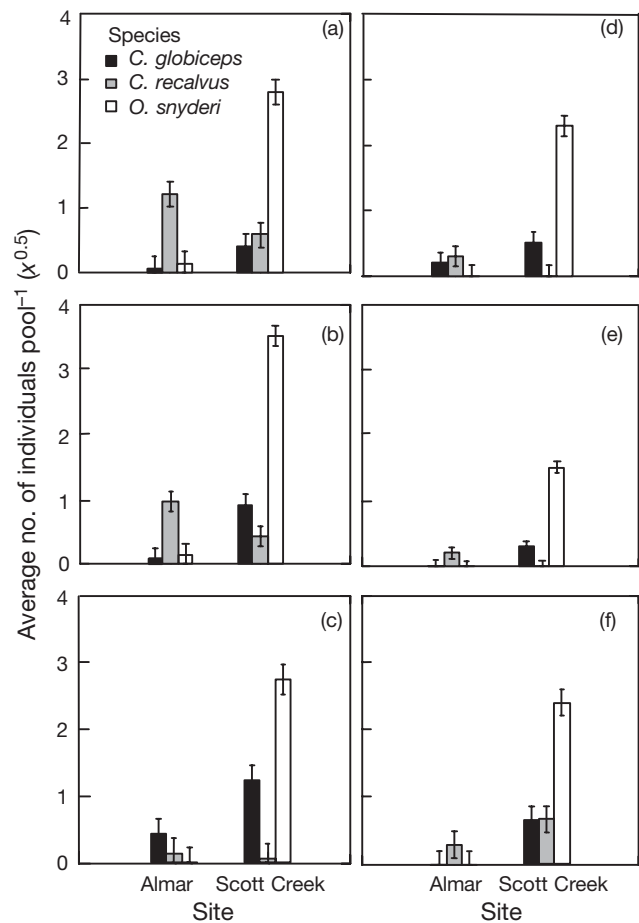 Species
C. globiceps
C. recalvus
O. snyderi
(a)
(d)
4
3
2
1
0
(b)
(e)
4
3
2
1
0
(c)
(f)
4
3
2
1
0
Average no. of individuals pool⁻¹ (x⁰·⁵)
Almar Scott Creek
Site
Almar Scott Creek
Site